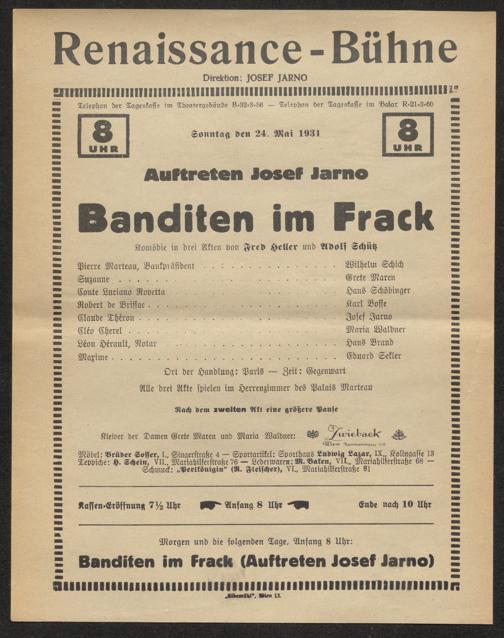 Renaissance-Bühne
Direktion: JOSEF JARNO
Telephon der Tageskasse im Theatergebäude B-32-3-56 — Telephon der Tageskasse im Bazar R-21-3-60
8 UHR
Sonntag den 24. Mai 1931
8 UHR
Auftreten Josef Jarno
Banditen im Frack
Komödie in drei Akten von Fred Heller und Adolf Schütz
Pierre Marteau, Bankpräsident . . . . . . . . . . Wilhelm Schich
Suzanne . . . . . . . . . . Grete Maren
Conte Luciano Rovetta . . . . . . . . . . Hans Schödinger
Robert de Brissac . . . . . . . . . . Karl Bosse
Claude Théron . . . . . . . . . . Josef Jarno
Cléo Cherel . . . . . . . . . . Maria Waldner
Léon Hérault, Notar . . . . . . . . . . Hans Brand
Maxime . . . . . . . . . . Eduard Sekler
Ort der Handlung: Paris — Zeit: Gegenwart
Alle drei Akte spielen im Herrenzimmer des Palais Marteau
Nach dem zweiten Akt eine größere Pause
Kleider der Damen Grete Maren und Maria Waldner: Zwieback
Wien
Möbel: Brüder Soffer, I., Singerstraße 4 — Sportartikel: Sporthaus Ludwig Lazar, IX., Kolingasse 13
Teppiche: H. Schein, VII., Mariahilferstraße 76 — Lederwaren: M. Baken, VII., Mariahilferstraße 68 —
Schmuck: „Perlkönigin" (R. Fleischer), VI., Mariahilferstraße 81
Kassen-Eröffnung 7½ Uhr Anfang 8 Uhr Ende nach 10 Uhr
Morgen und die folgenden Tage, Anfang 8 Uhr:
Banditen im Frack (Auftreten Josef Jarno)
„Elbemühl", Wien IX.